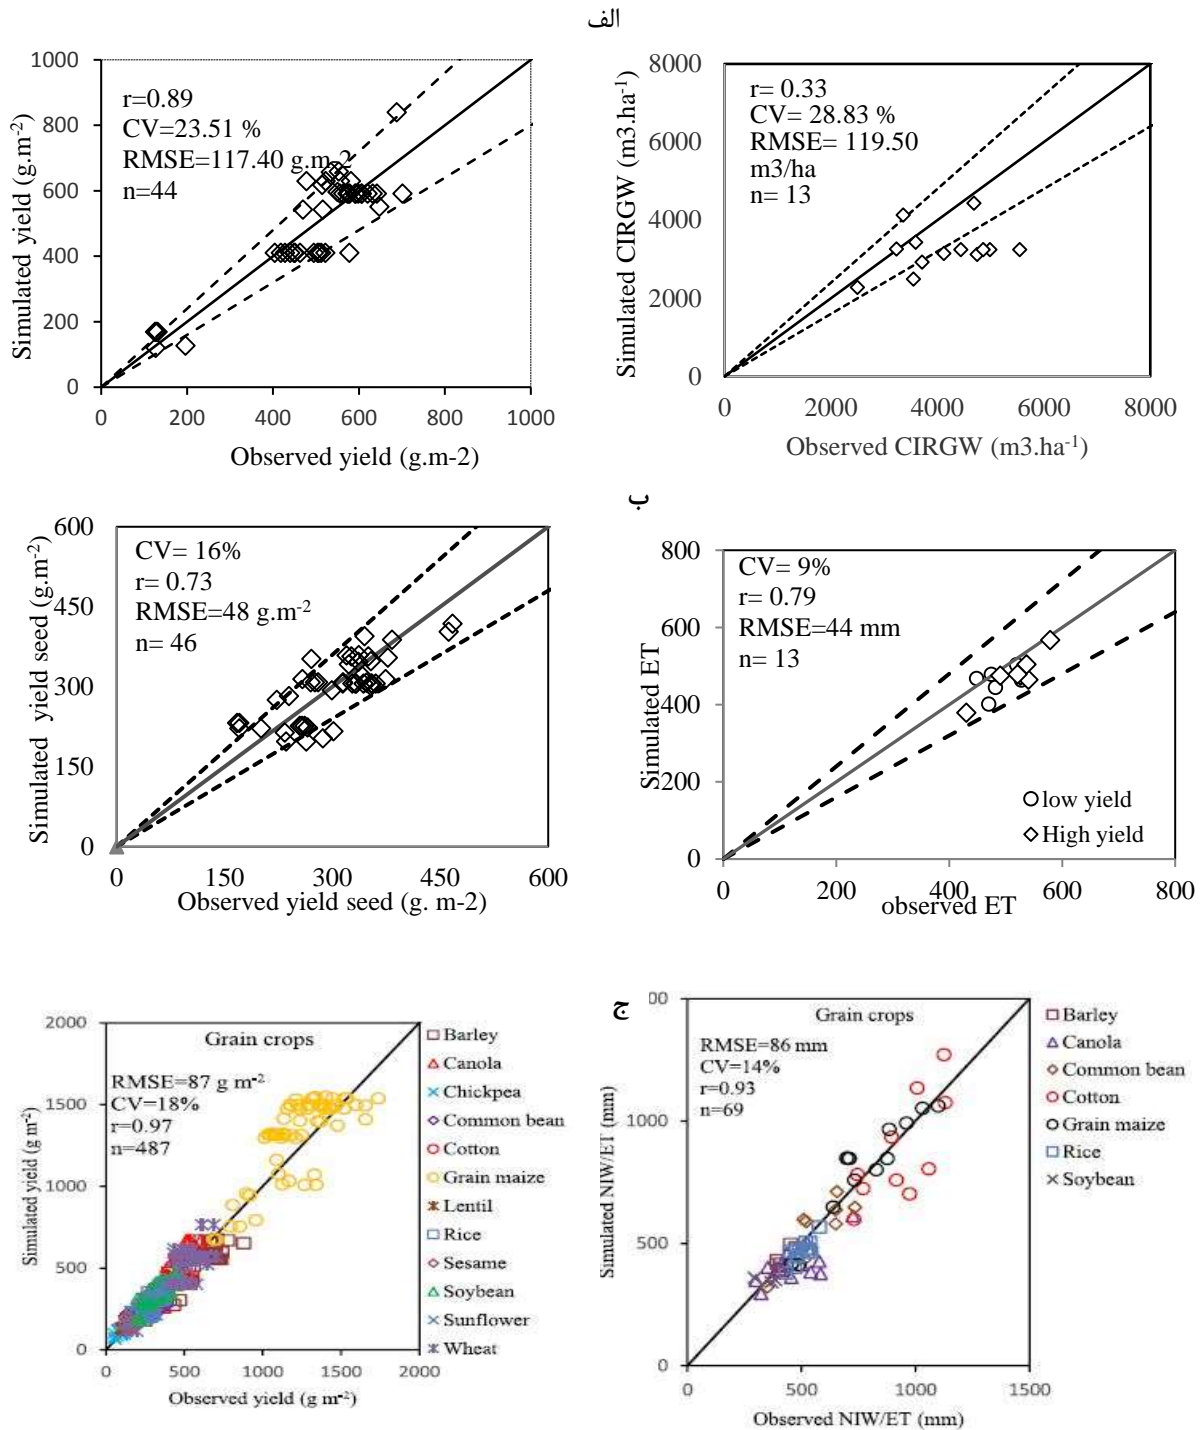 الف
1000
800
600
400
200
0
r=0.89
CV=23.51 %
RMSE=117.40 g.m-2
n=44
Simulated yield (g.m-2)
0 200 400 600 800 1000
Observed yield (g.m-2)
8000
6000
4000
2000
0
r= 0.33
CV= 28.83 %
RMSE= 119.50
m3/ha
n= 13
Simulated CIRGW (m3.ha-1)
0 2000 4000 6000 8000
Observed CIRGW (m3.ha-1)
ب
600
450
300
150
0
CV= 16%
r= 0.73
RMSE=48 g.m-2
n= 46
Simulated yield seed (g.m-2)
0 150 300 450 600
Observed yield seed (g. m-2)
800
600
400
200
0
CV= 9%
r= 0.79
RMSE=44 mm
n= 13
Simulated ET
low yield
High yield
0 200 400 600 800
observed ET
ج
2000
1500
1000
500
0
Grain crops
RMSE=87 g m-2
CV=18%
r=0.97
n=487
Simulated yield (g m-2)
0 500 1000 1500 2000
Observed yield (g m-2)
Barley
Canola
Chickpea
Common bean
Cotton
Grain maize
Lentil
Rice
Sesame
Soybean
Sunflower
Wheat
00
1000
500
0
Grain crops
RMSE=86 mm
CV=14%
r=0.93
n=69
Simulated NIW/ET (mm)
0 500 1000 1500
Observed NIW/ET (mm)
Barley
Canola
Common bean
Cotton
Grain maize
Rice
Soybean